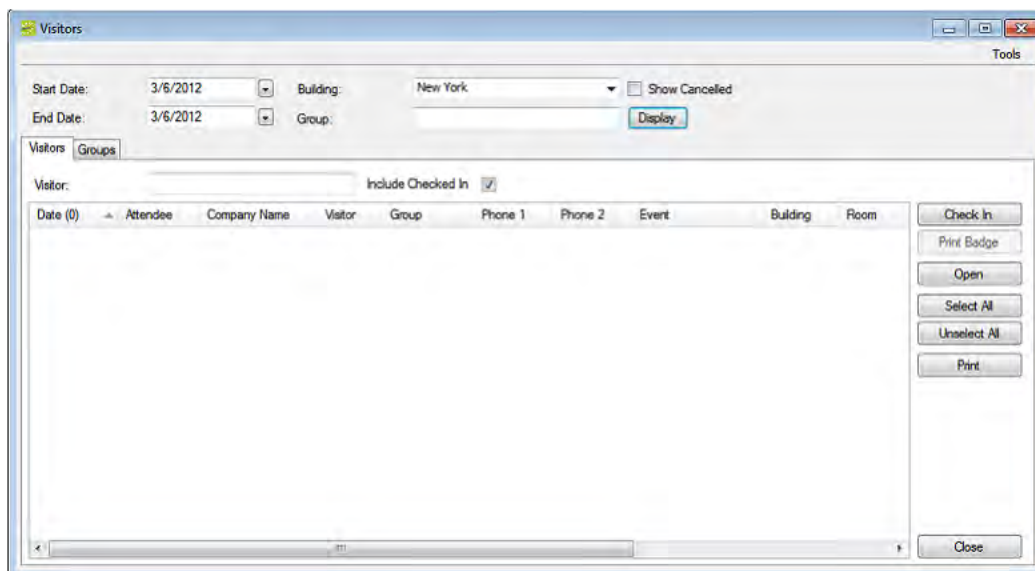 Visitors
Tools
Start Date: 3/6/2012 Building: New York Show Cancelled
End Date: 3/6/2012 Group: Display
Visitors Groups
Visitor: Include Checked In
Date (0) Attendee Company Name Visitor Group Phone 1 Phone 2 Event Building Room
Check In
Print Badge
Open
Select All
Unselect All
Print
Close